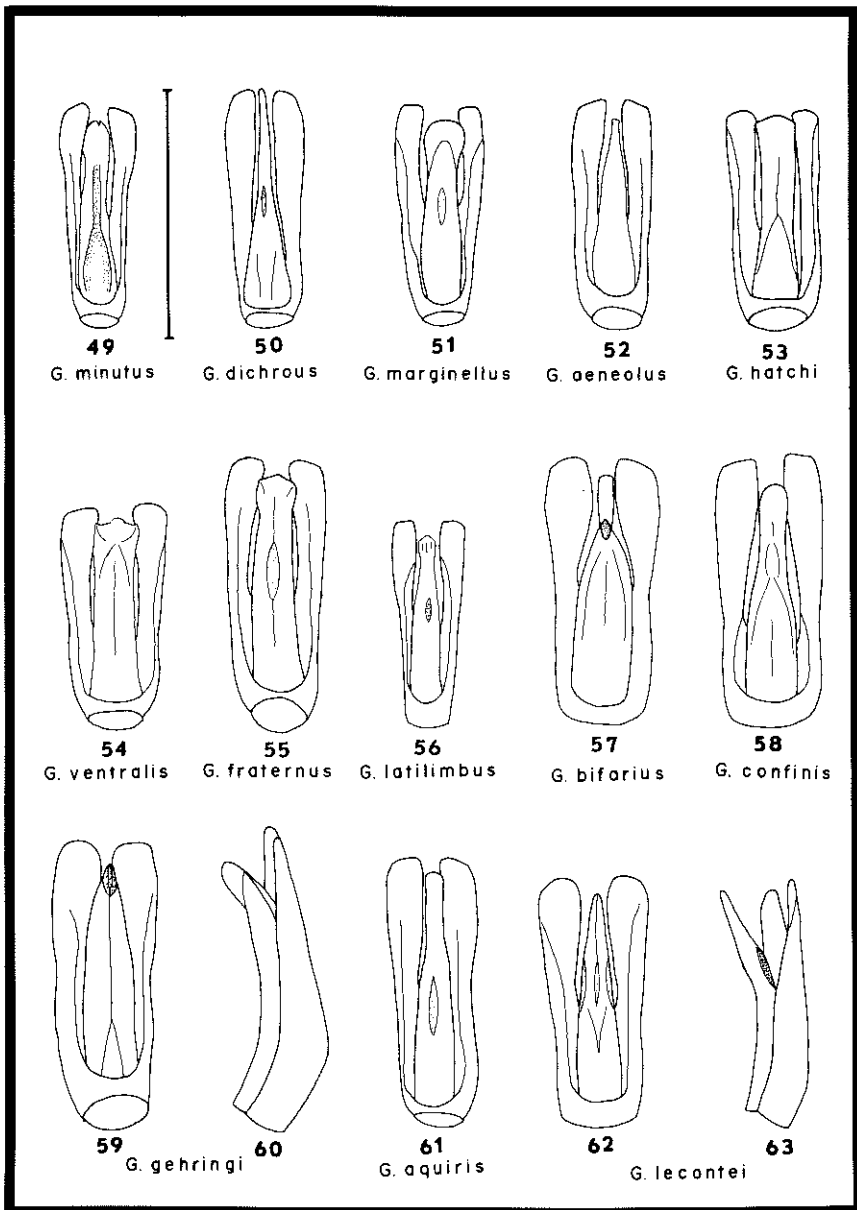 49 50 51 52 53
G. minutus G. dichrous G. marginellus G. aeneolus G. hatchi
54 55 56 57 58
G. ventralis G. fraternus G. latilimbus G. bifarius G. confinis
59 60 61 62 63
G. gehringi G. aquiris G. lecontei